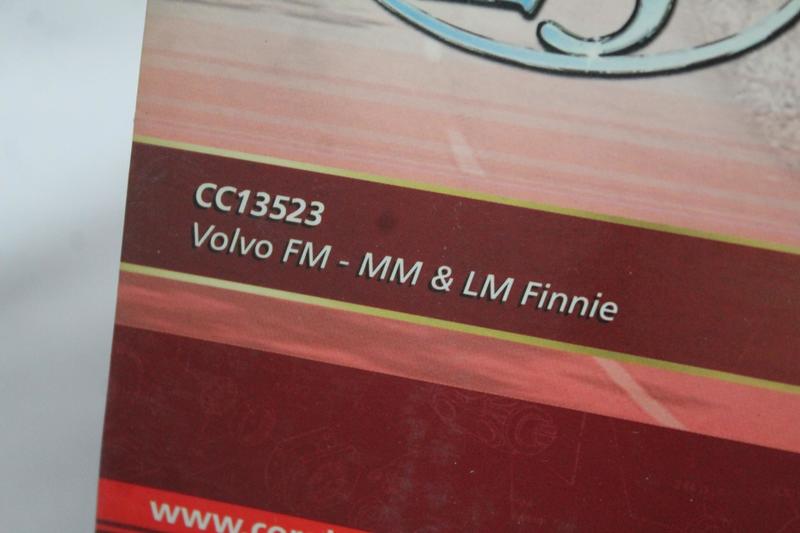 CC13523
Volvo FM - MM & LM Finnie